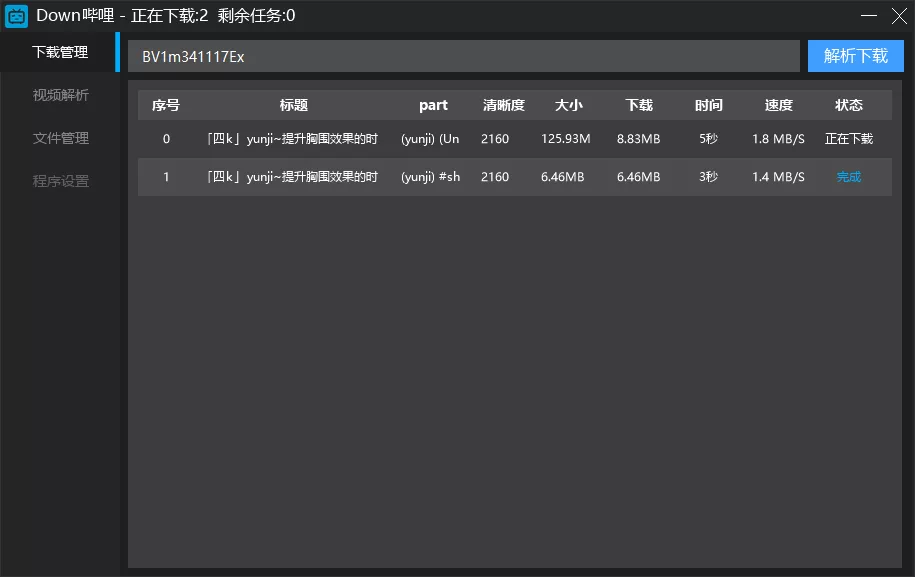 Down哔哩 - 正在下载:2 剩余任务:0
下载管理
BV1m341117Ex
解析下载
视频解析
文件管理
程序设置
序号 标题 part 清晰度 大小 下载 时间 速度 状态
0 「四k」yunji~提升胸围效果的时 (yunji) (Un 2160 125.93M 8.83MB 5秒 1.8 MB/S 正在下载
1 「四k」yunji~提升胸围效果的时 (yunji) #sh 2160 6.46MB 6.46MB 3秒 1.4 MB/S 完成